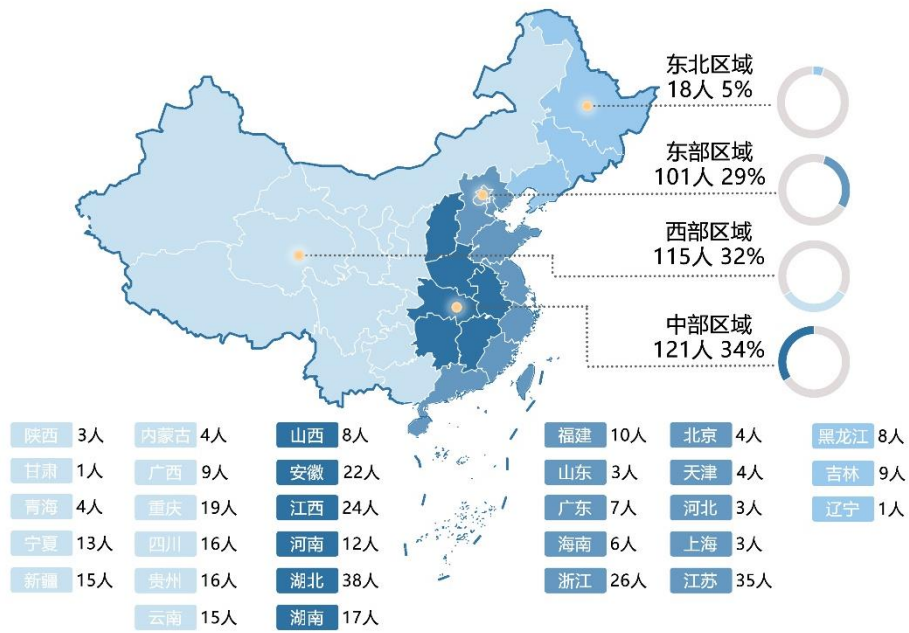 东北区域
18人 5%
东部区域
101人 29%
西部区域
115人 32%
中部区域
121人 34%
陕西 3人
甘肃 1人
青海 4人
宁夏 13人
新疆 15人
内蒙古 4人
广西 9人
重庆 19人
四川 16人
贵州 16人
云南 15人
山西 8人
安徽 22人
江西 24人
河南 12人
湖北 38人
湖南 17人
福建 10人
山东 3人
广东 7人
海南 6人
浙江 26人
北京 4人
天津 4人
河北 3人
上海 3人
江苏 35人
黑龙江 8人
吉林 9人
辽宁 1人